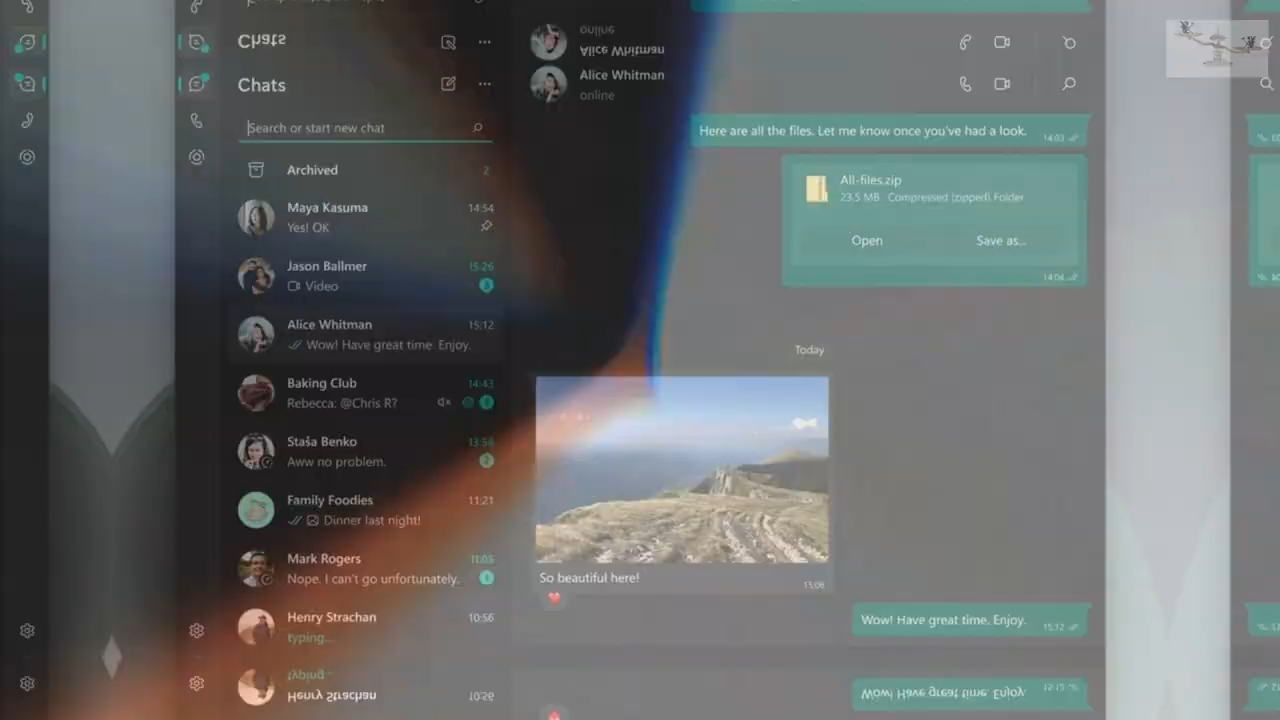 Chats
Chats
Search or start new chat
Archived
2
Maya Kasuma
14:54
Yes! OK
Jason Ballmer
15:26
Video
Alice Whitman
15:12
Wow! Have great time. Enjoy.
Baking Club
14:43
Rebecca: @Chris R?
Staša Benko
13:56
Aww no problem.
2
Family Foodies
11:21
Dinner last night!
Mark Rogers
11:05
Nope. I can't go unfortunately.
1
Henry Strachan
10:56
typing...
typing...
Henry Strachan
10:56
online
Alice Whitman
Alice Whitman
online
Here are all the files. Let me know once you've had a look.
14:03
All-files.zip
23.5 MB Compressed (zipped) Folder
Open
Save as...
14:04
Today
So beautiful here!
15:06
Wow! Have great time. Enjoy.
15:12
Wow! Have great time. Enjoy.
15:12